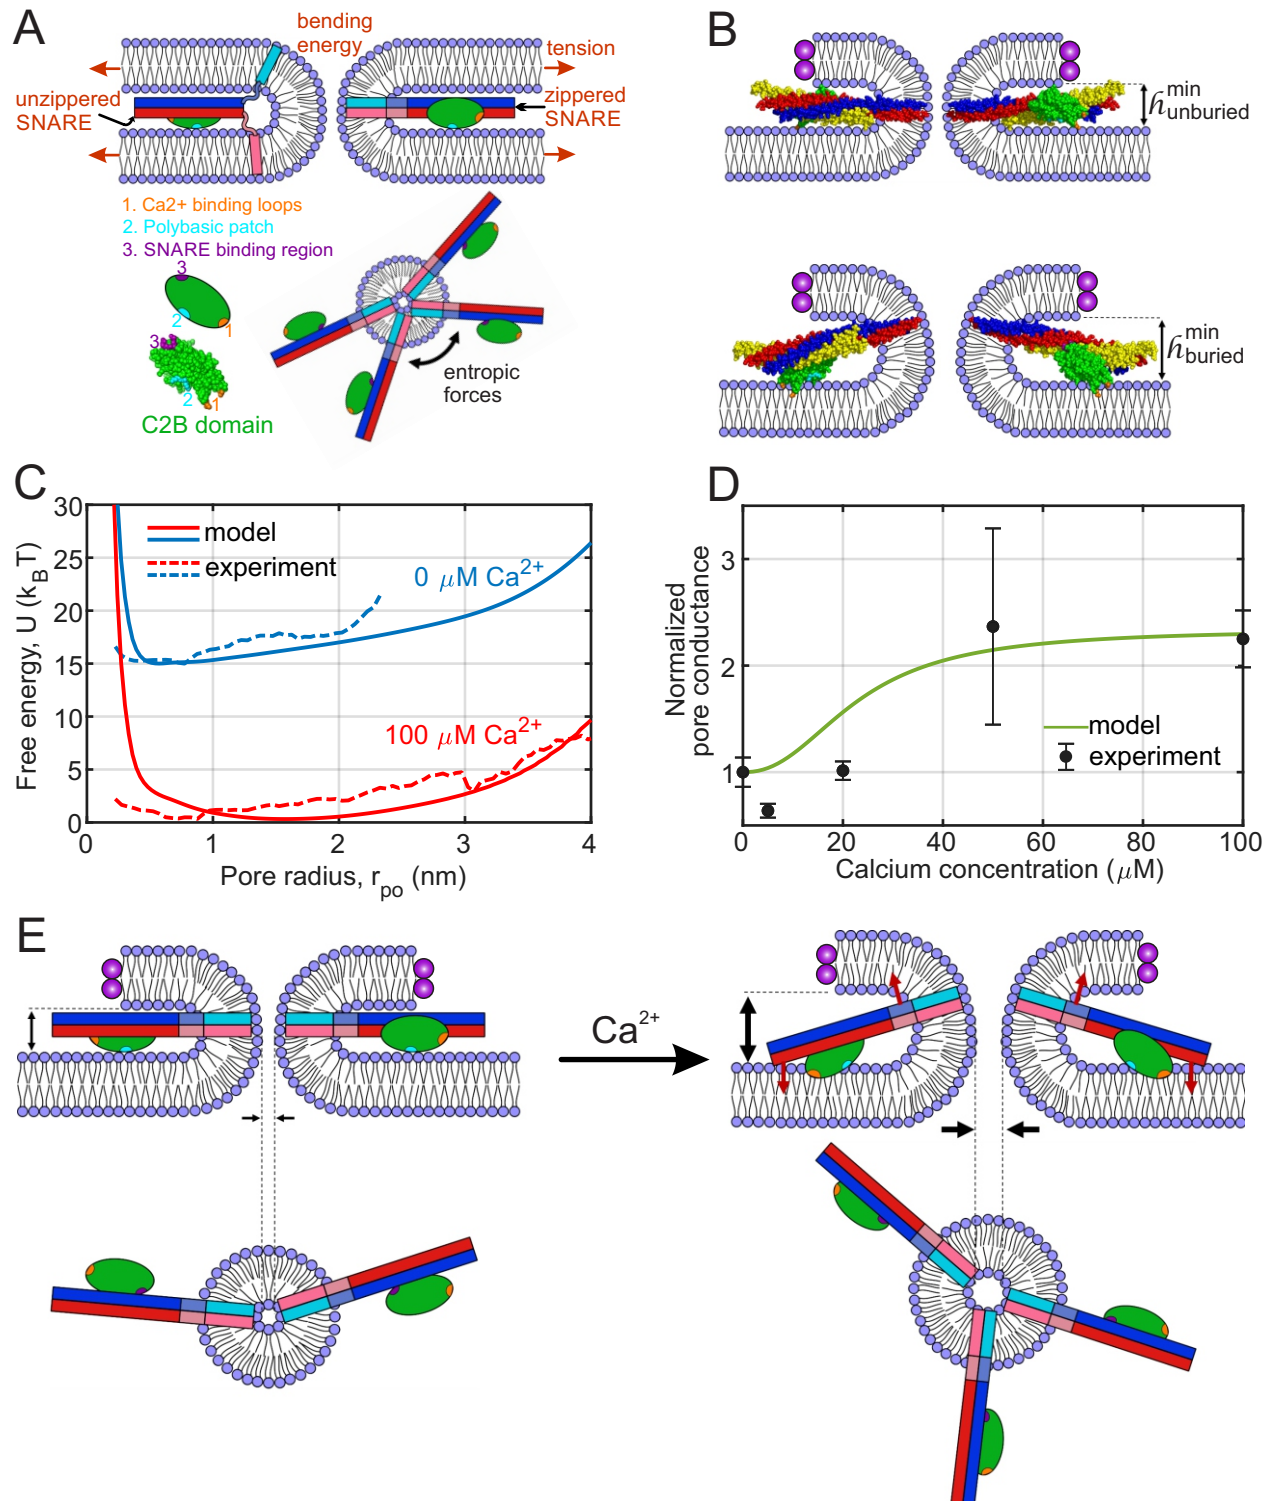 A
bending
energy
tension
unzippered
SNARE
zippered
SNARE
1. Ca2+ binding loops
2. Polybasic patch
3. SNARE binding region
3
2
1
3
2
1
C2B domain
entropic
forces
B
h min unburied
h min buried
C
30
25
20
15
10
5
0
0
1
2
3
4
model
experiment
0 μM Ca2+
100 μM Ca2+
Free energy, U (kBT)
Pore radius, rpo (nm)
D
3
2
1
0
20
40
60
80
100
model
experiment
Normalized
pore conductance
Calcium concentration (μM)
E
Ca2+